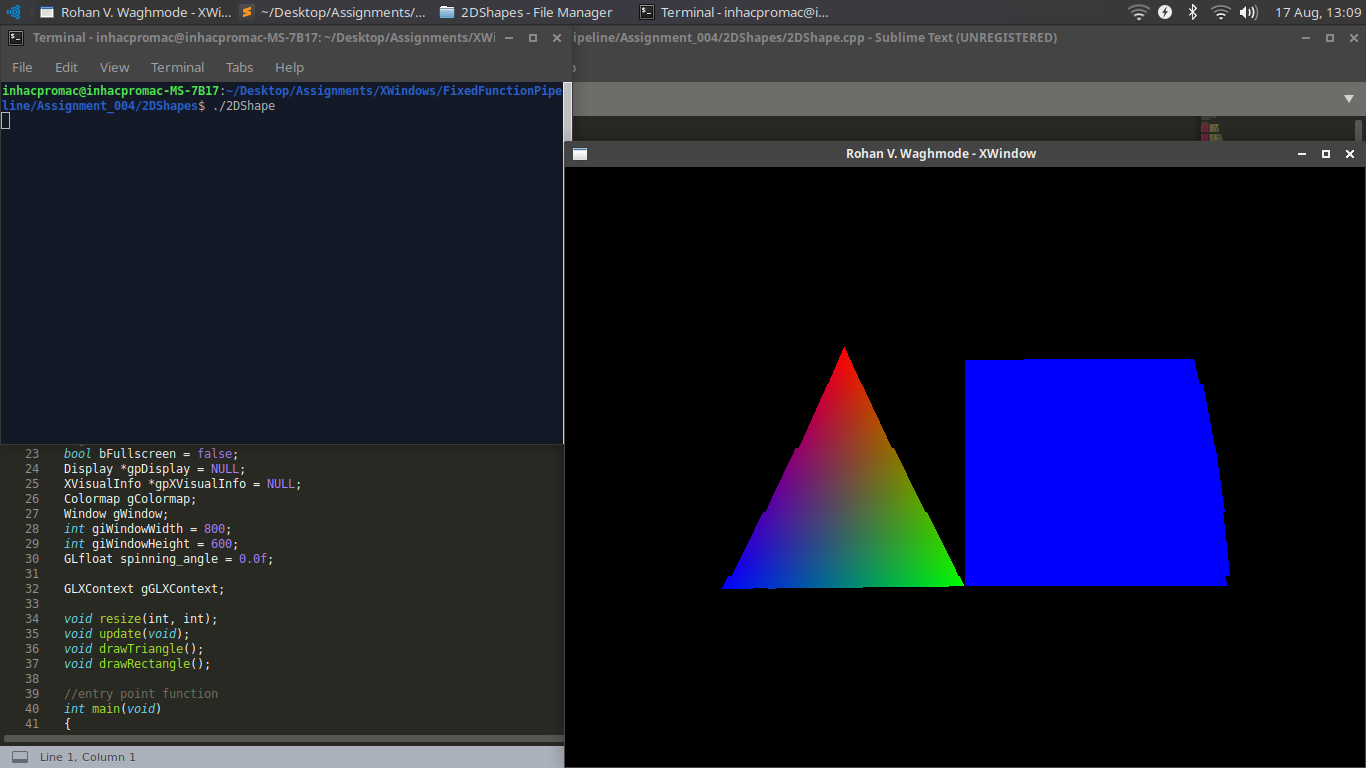 Rohan V. Waghmode - XWi...
~/Desktop/Assignments/...
2DShapes - File Manager
Terminal - inhacpromac@i...
17 Aug, 13:09
Terminal - inhacpromac@inhacpromac-MS-7B17: ~/Desktop/Assignments/XWi
ipeline/Assignment_004/2DShapes/2DShape.cpp - Sublime Text (UNREGISTERED)
File Edit View Terminal Tabs Help
inhacpromac@inhacpromac-MS-7B17:~/Desktop/Assignments/XWindows/FixedFunctionPipe
line/Assignment_004/2DShapes$ ./2DShape
Rohan V. Waghmode - XWindow
23 bool bFullscreen = false;
24 Display *gpDisplay = NULL;
25 XVisualInfo *gpXVisualInfo = NULL;
26 Colormap gColormap;
27 Window gWindow;
28 int giWindowWidth = 800;
29 int giWindowHeight = 600;
30 GLfloat spinning_angle = 0.0f;
31
32 GLXContext gGLXContext;
33
34 void resize(int, int);
35 void update(void);
36 void drawTriangle();
37 void drawRectangle();
38
39 //entry point function
40 int main(void)
41 {
Line 1, Column 1